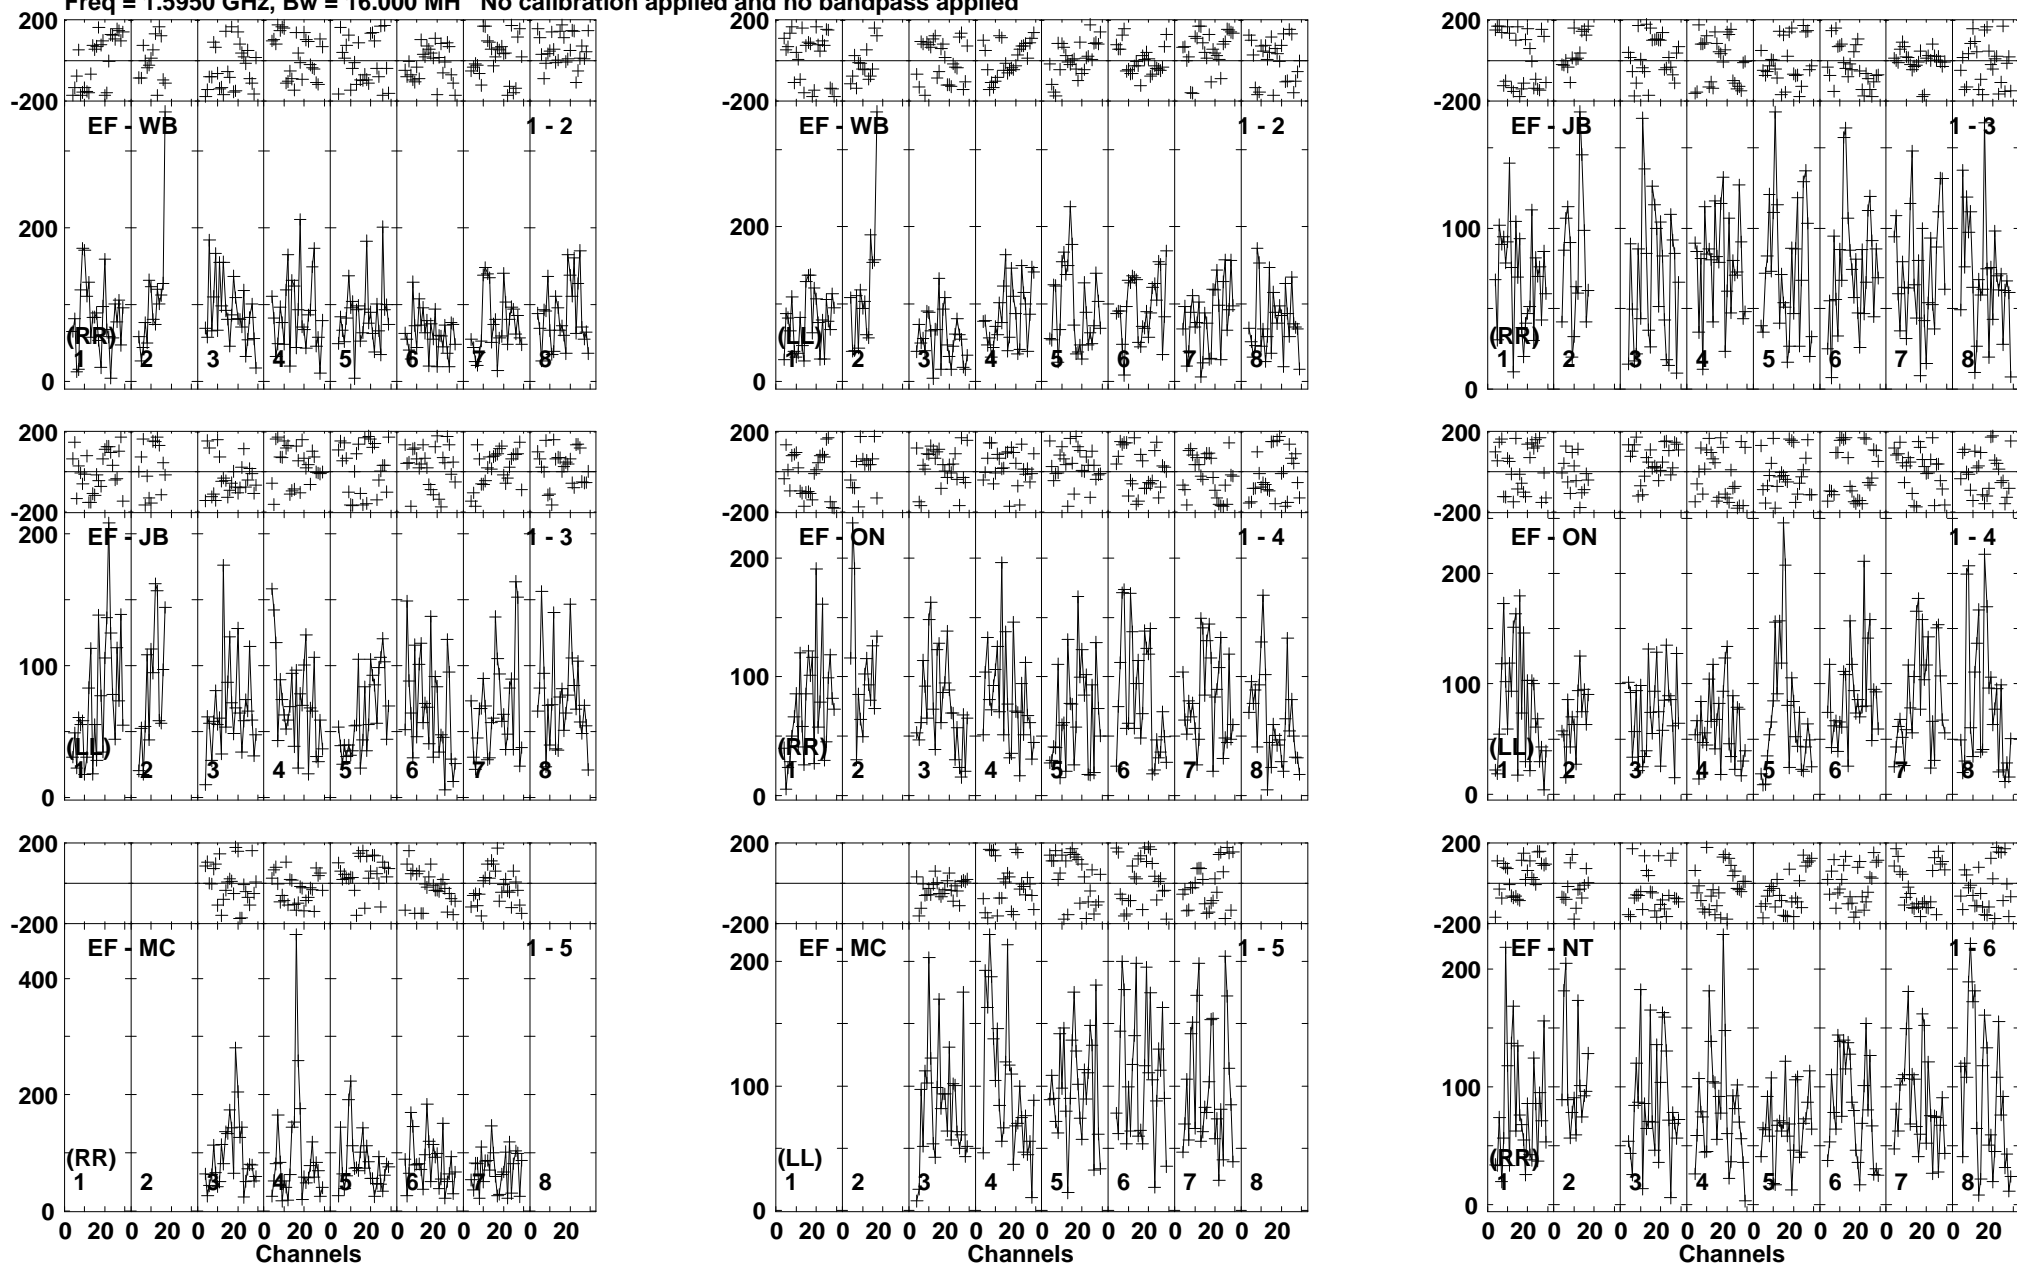 Freq = 1.5950 GHz, Bw = 16.000 MH No calibration applied and no bandpass applied
200 200 200
-200 -200 -200
EF - WB 1 - 2 EF - WB 1 - 2 EF - JB 1 - 3
200 200 100
(RR) (LL) (RR)
1 2 3 4 5 6 7 8 1 2 3 4 5 6 7 8 1 2 3 4 5 6 7 8
0 0 0
200 200 200
-200 -200 -200
EF - JB 1 - 3 EF - ON 1 - 4 EF - ON 1 - 4
200 200 200
100 100 100
(LL) (RR) (LL)
1 2 3 4 5 6 7 8 1 2 3 4 5 6 7 8 1 2 3 4 5 6 7 8
0 0 0
200 200 200
-200 -200 -200
EF - MC 1 - 5 EF - MC 1 - 5 EF - NT 1 - 6
400 200 200
200 100 100
(RR) (LL) (RR)
1 2 3 4 5 6 7 8 1 2 3 4 5 6 7 8 1 2 3 4 5 6 7 8
0 0 0
0 20 0 20 0 20 0 20 0 20 0 20 0 20 0 20 0 20 0 20 0 20 0 20 0 20 0 20 0 20 0 20 0 20 0 20 0 20 0 20 0 20 0 20 0 20 0 20
Channels Channels Channels